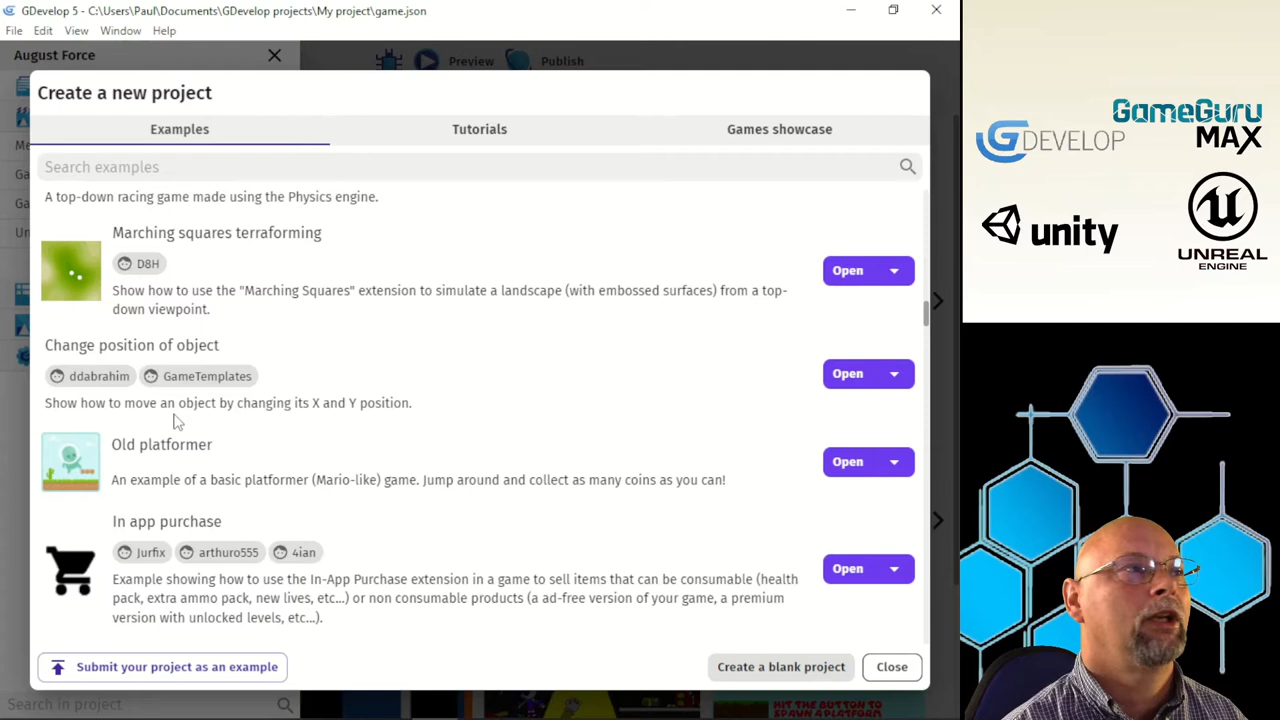 GDevelop 5 - C:\Users\Paul\Documents\GDevelop projects\My project\game.json
File Edit View Window Help
August Force
Preview
Publish
Create a new project
Examples
Tutorials
Games showcase
Search examples
A top-down racing game made using the Physics engine.
Marching squares terraforming
D8H
Open
Show how to use the "Marching Squares" extension to simulate a landscape (with embossed surfaces) from a top-
down viewpoint.
Change position of object
ddabrahim
GameTemplates
Open
Show how to move an object by changing its X and Y position.
Old platformer
Open
An example of a basic platformer (Mario-like) game. Jump around and collect as many coins as you can!
In app purchase
Jurfix
arthuro555
4ian
Open
Example showing how to use the In-App Purchase extension in a game to sell items that can be consumable (health
pack, extra ammo pack, new lives, etc...) or non consumable products (a ad-free version of your game, a premium
version with unlocked levels, etc...).
Submit your project as an example
Create a blank project
Close
Search in project
HIT THE BUTTON TO
SPAWN A PLATFORM
GDEVELOP
GameGuru
MAX
unity
UNREAL
ENGINE